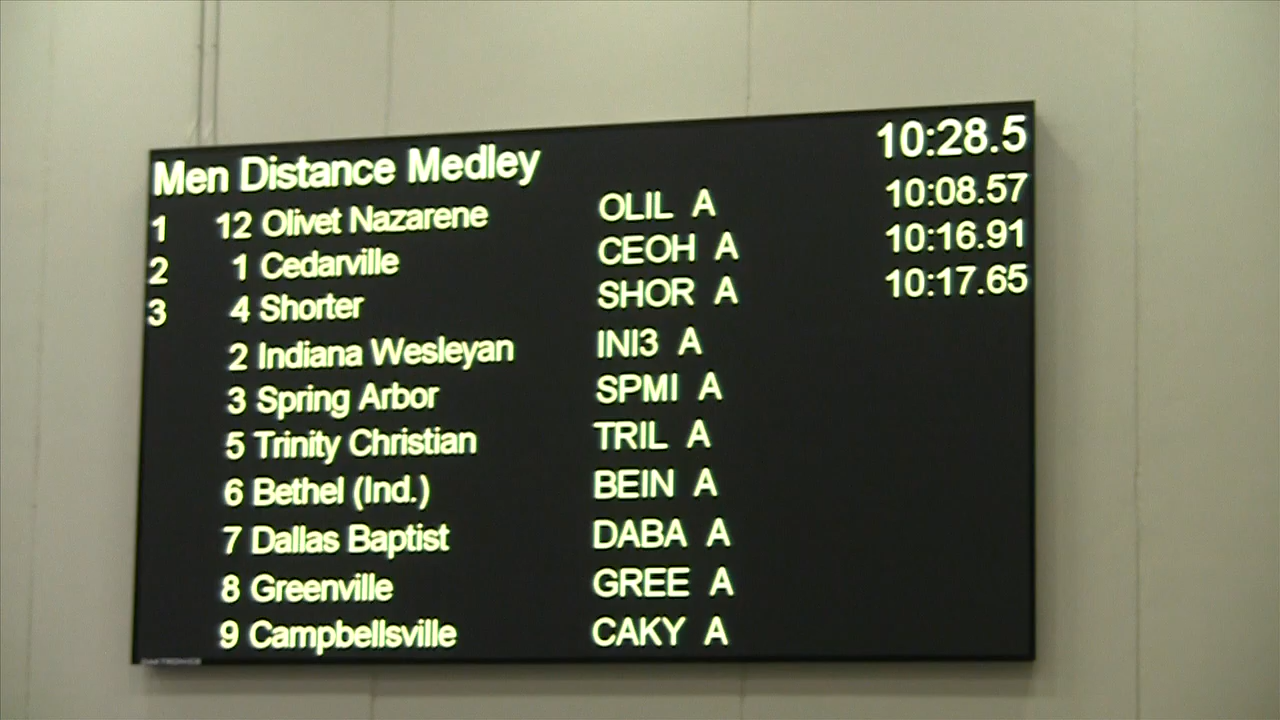 Men Distance Medley 10:28.5
1 12 Olivet Nazarene OLIL A 10:08.57
2 1 Cedarville CEOH A 10:16.91
3 4 Shorter SHOR A 10:17.65
2 Indiana Wesleyan INI3 A
3 Spring Arbor SPMI A
5 Trinity Christian TRIL A
6 Bethel (Ind.) BEIN A
7 Dallas Baptist DABA A
8 Greenville GREE A
9 Campbellsville CAKY A